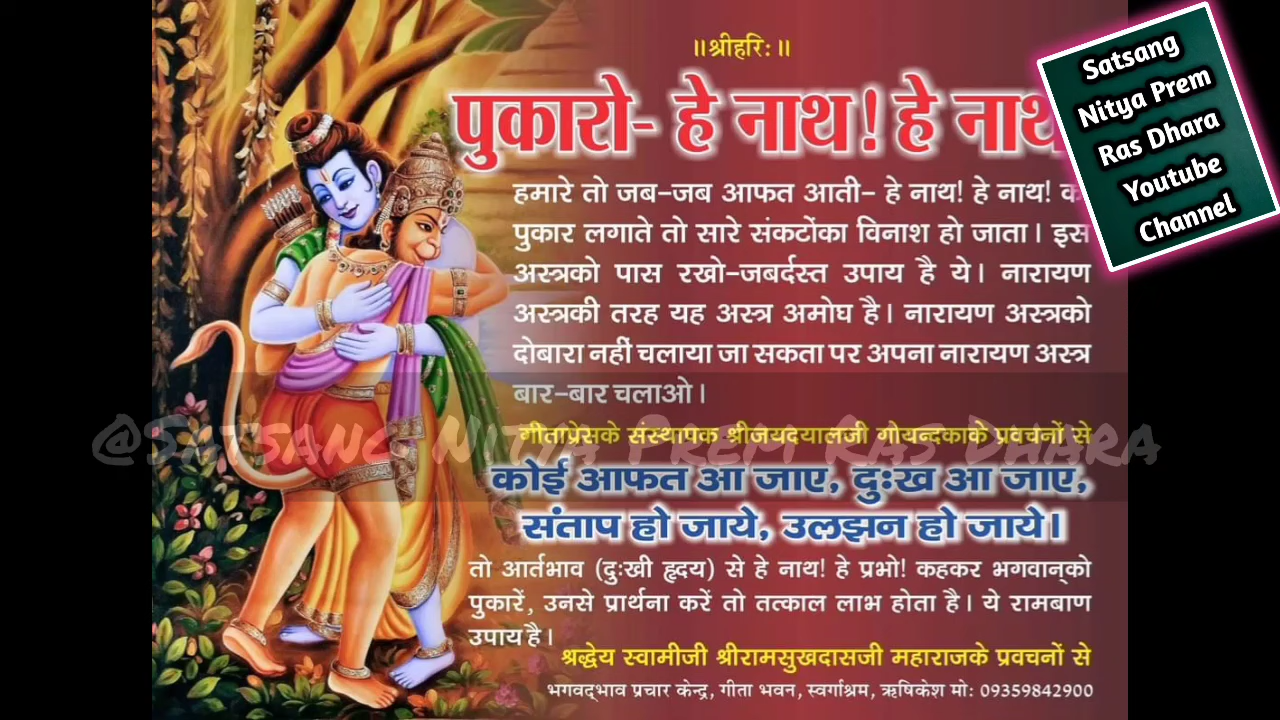 ॥श्रीहरिः॥
पुकारो- हे नाथ! हे नाथ
हमारे तो जब-जब आफत आती- हे नाथ! हे नाथ!
पुकार लगाते तो सारे संकटोंका विनाश हो जाता। इस
अस्त्रको पास रखो-जबर्दस्त उपाय है ये। नारायण
अस्त्रकी तरह यह अस्त्र अमोघ है। नारायण अस्त्रको
दोबारा नहीं चलाया जा सकता पर अपना नारायण अस्त्र
बार-बार चलाओ।
गीताप्रेसके संस्थापक श्रीजयदयालजी गोयन्दकाके प्रवचनों से
कोई आफत आ जाए, दुःख आ जाए,
संताप हो जाये, उलझन हो जाये।
तो आर्तभाव (दुःखी हृदय) से हे नाथ! हे प्रभो! कहकर भगवान्‌को
पुकारें, उनसे प्रार्थना करें तो तत्काल लाभ होता है। ये रामबाण
उपाय है।
श्रद्धेय स्वामीजी श्रीरामसुखदासजी महाराजके प्रवचनों से
भगवद्भाव प्रचार केन्द्र, गीता भवन, स्वर्गाश्रम, ऋषिकेश मो: 09359842900
Satsang
Nitya Prem
Ras Dhara
Youtube
Channel
@Satsang Nitya Prem Ras Dhara